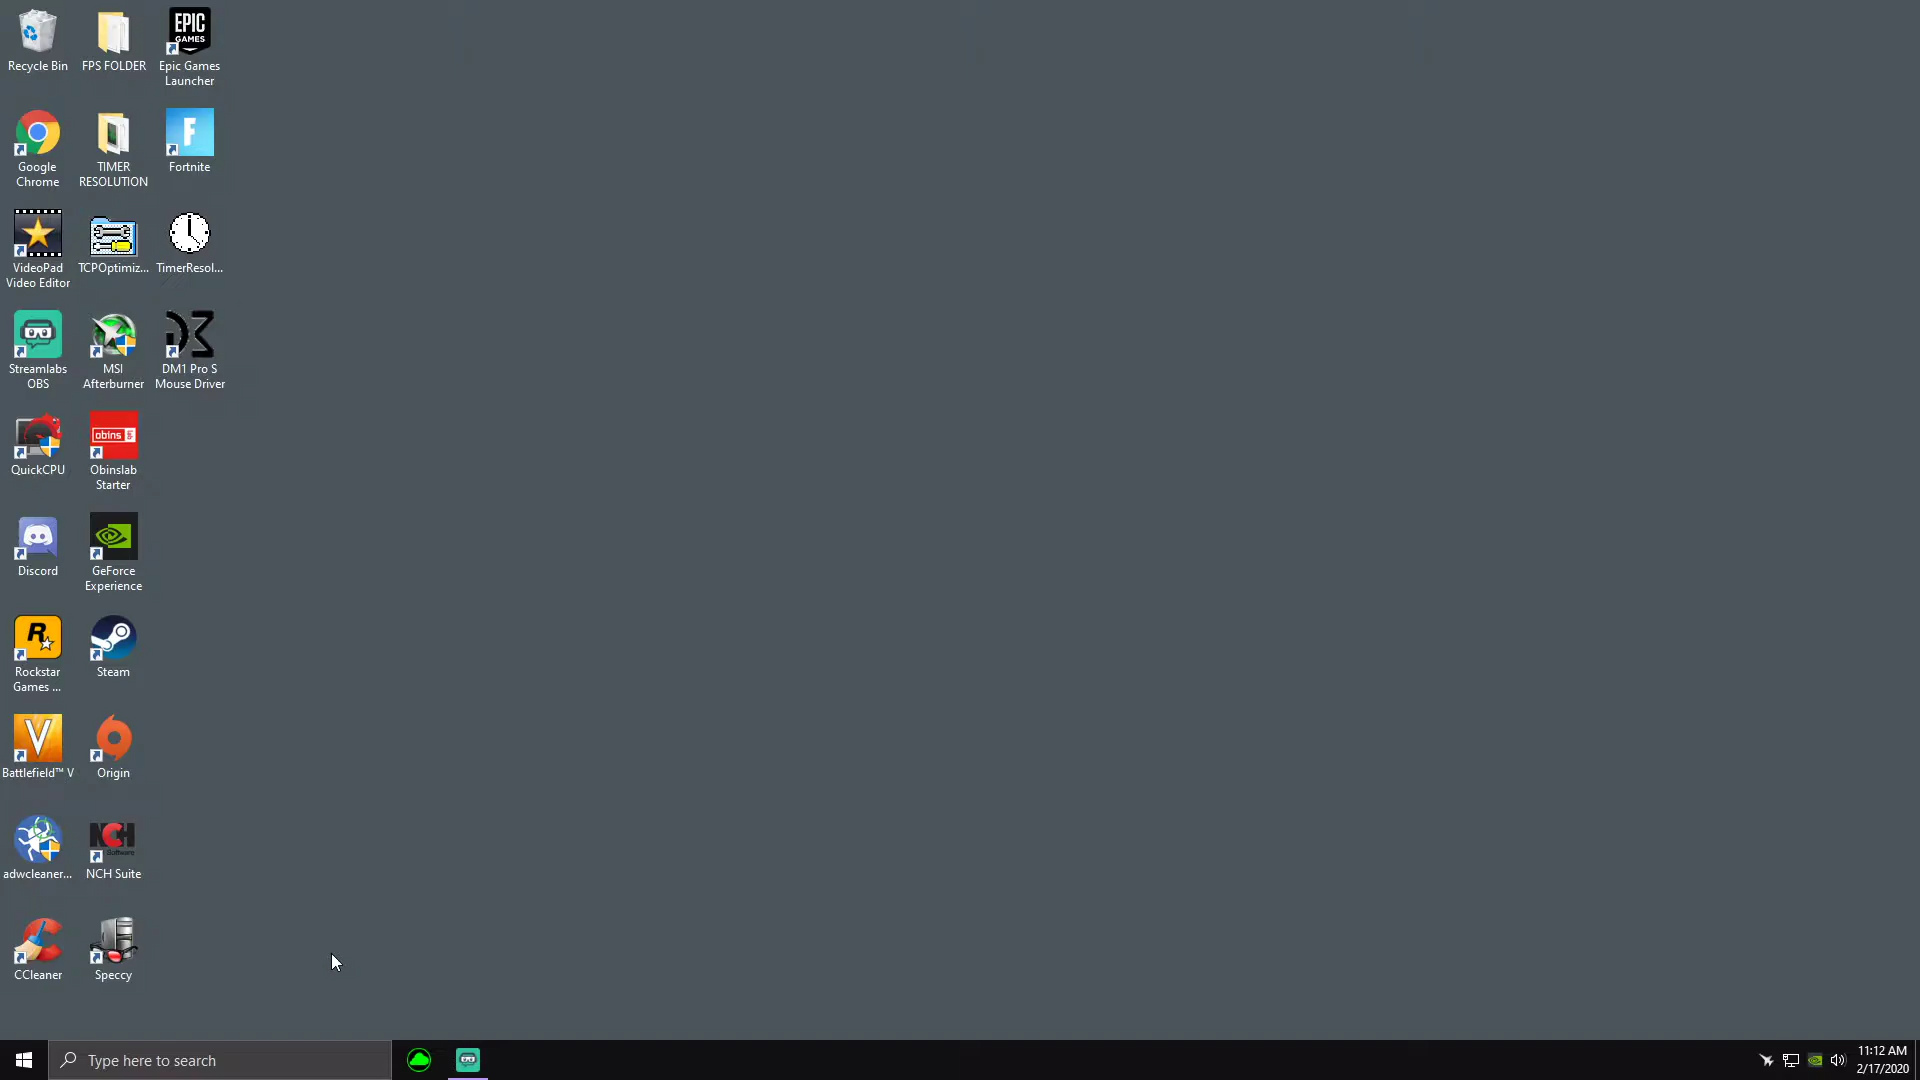 Recycle Bin
FPS FOLDER
EPIC
GAMES
Epic Games
Launcher
Google
Chrome
TIMER
RESOLUTION
F
Fortnite
VideoPad
Video Editor
TCPOptimiz...
TimerResol...
Streamlabs
OBS
MSI
Afterburner
DM1 Pro S
Mouse Driver
QuickCPU
obins
Obinslab
Starter
Discord
GeForce
Experience
R
Rockstar
Games ...
Steam
V
Battlefield™ V
Origin
adwcleaner...
NCH
Software
NCH Suite
CCleaner
Speccy
Type here to search
11:12 AM
2/17/2020